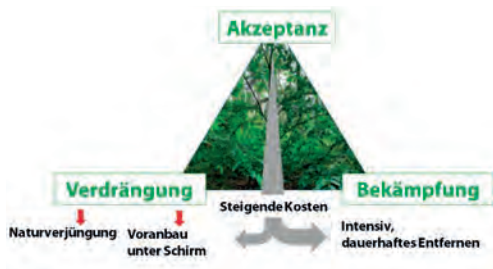 Akzeptanz
Verdrängung
Bekämpfung
Steigende Kosten
Naturverjüngung
Voranbau
unter Schirm
Intensiv,
dauerhaftes Entfernen